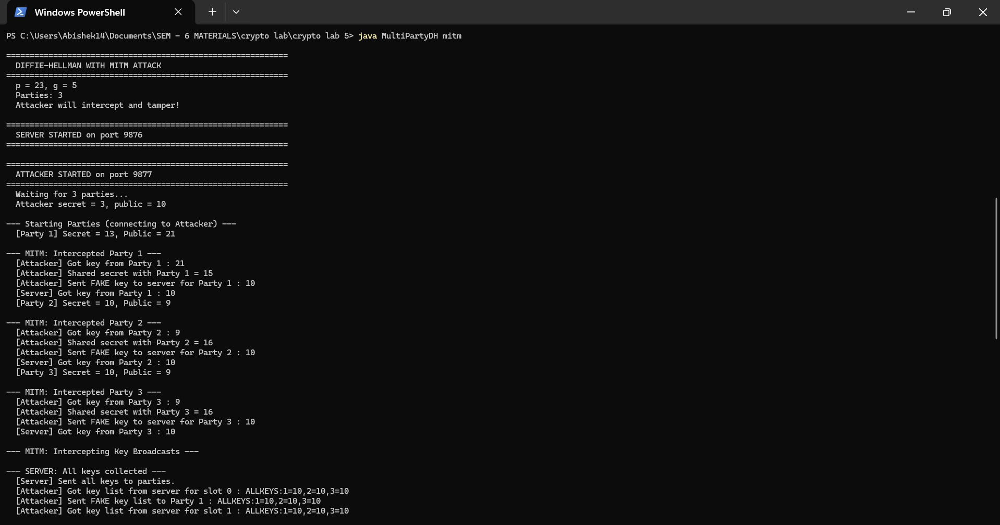 Windows PowerShell
PS C:\Users\Abishek14\Documents\SEM - 6 MATERIALS\crypto lab\crypto lab 5> java MultiPartyDH mitm
============================================================
DIFFIE-HELLMAN WITH MITM ATTACK
============================================================
p = 23, g = 5
Parties: 3
Attacker will intercept and tamper!
============================================================
SERVER STARTED on port 9876
============================================================
============================================================
ATTACKER STARTED on port 9877
============================================================
Waiting for 3 parties...
Attacker secret = 3, public = 10
--- Starting Parties (connecting to Attacker) ---
[Party 1] Secret = 13, Public = 21
--- MITM: Intercepted Party 1 ---
[Attacker] Got key from Party 1 : 21
[Attacker] Shared secret with Party 1 = 15
[Attacker] Sent FAKE key to server for Party 1 : 10
[Server] Got key from Party 1 : 10
[Party 2] Secret = 10, Public = 9
--- MITM: Intercepted Party 2 ---
[Attacker] Got key from Party 2 : 9
[Attacker] Shared secret with Party 2 = 16
[Attacker] Sent FAKE key to server for Party 2 : 10
[Server] Got key from Party 2 : 10
[Party 3] Secret = 10, Public = 9
--- MITM: Intercepted Party 3 ---
[Attacker] Got key from Party 3 : 9
[Attacker] Shared secret with Party 3 = 16
[Attacker] Sent FAKE key to server for Party 3 : 10
[Server] Got key from Party 3 : 10
--- MITM: Intercepting Key Broadcasts ---
--- SERVER: All keys collected ---
[Server] Sent all keys to parties.
[Attacker] Got key list from server for slot 0 : ALLKEYS:1=10,2=10,3=10
[Attacker] Sent FAKE key list to Party 1 : ALLKEYS:1=10,2=10,3=10
[Attacker] Got key list from server for slot 1 : ALLKEYS:1=10,2=10,3=10